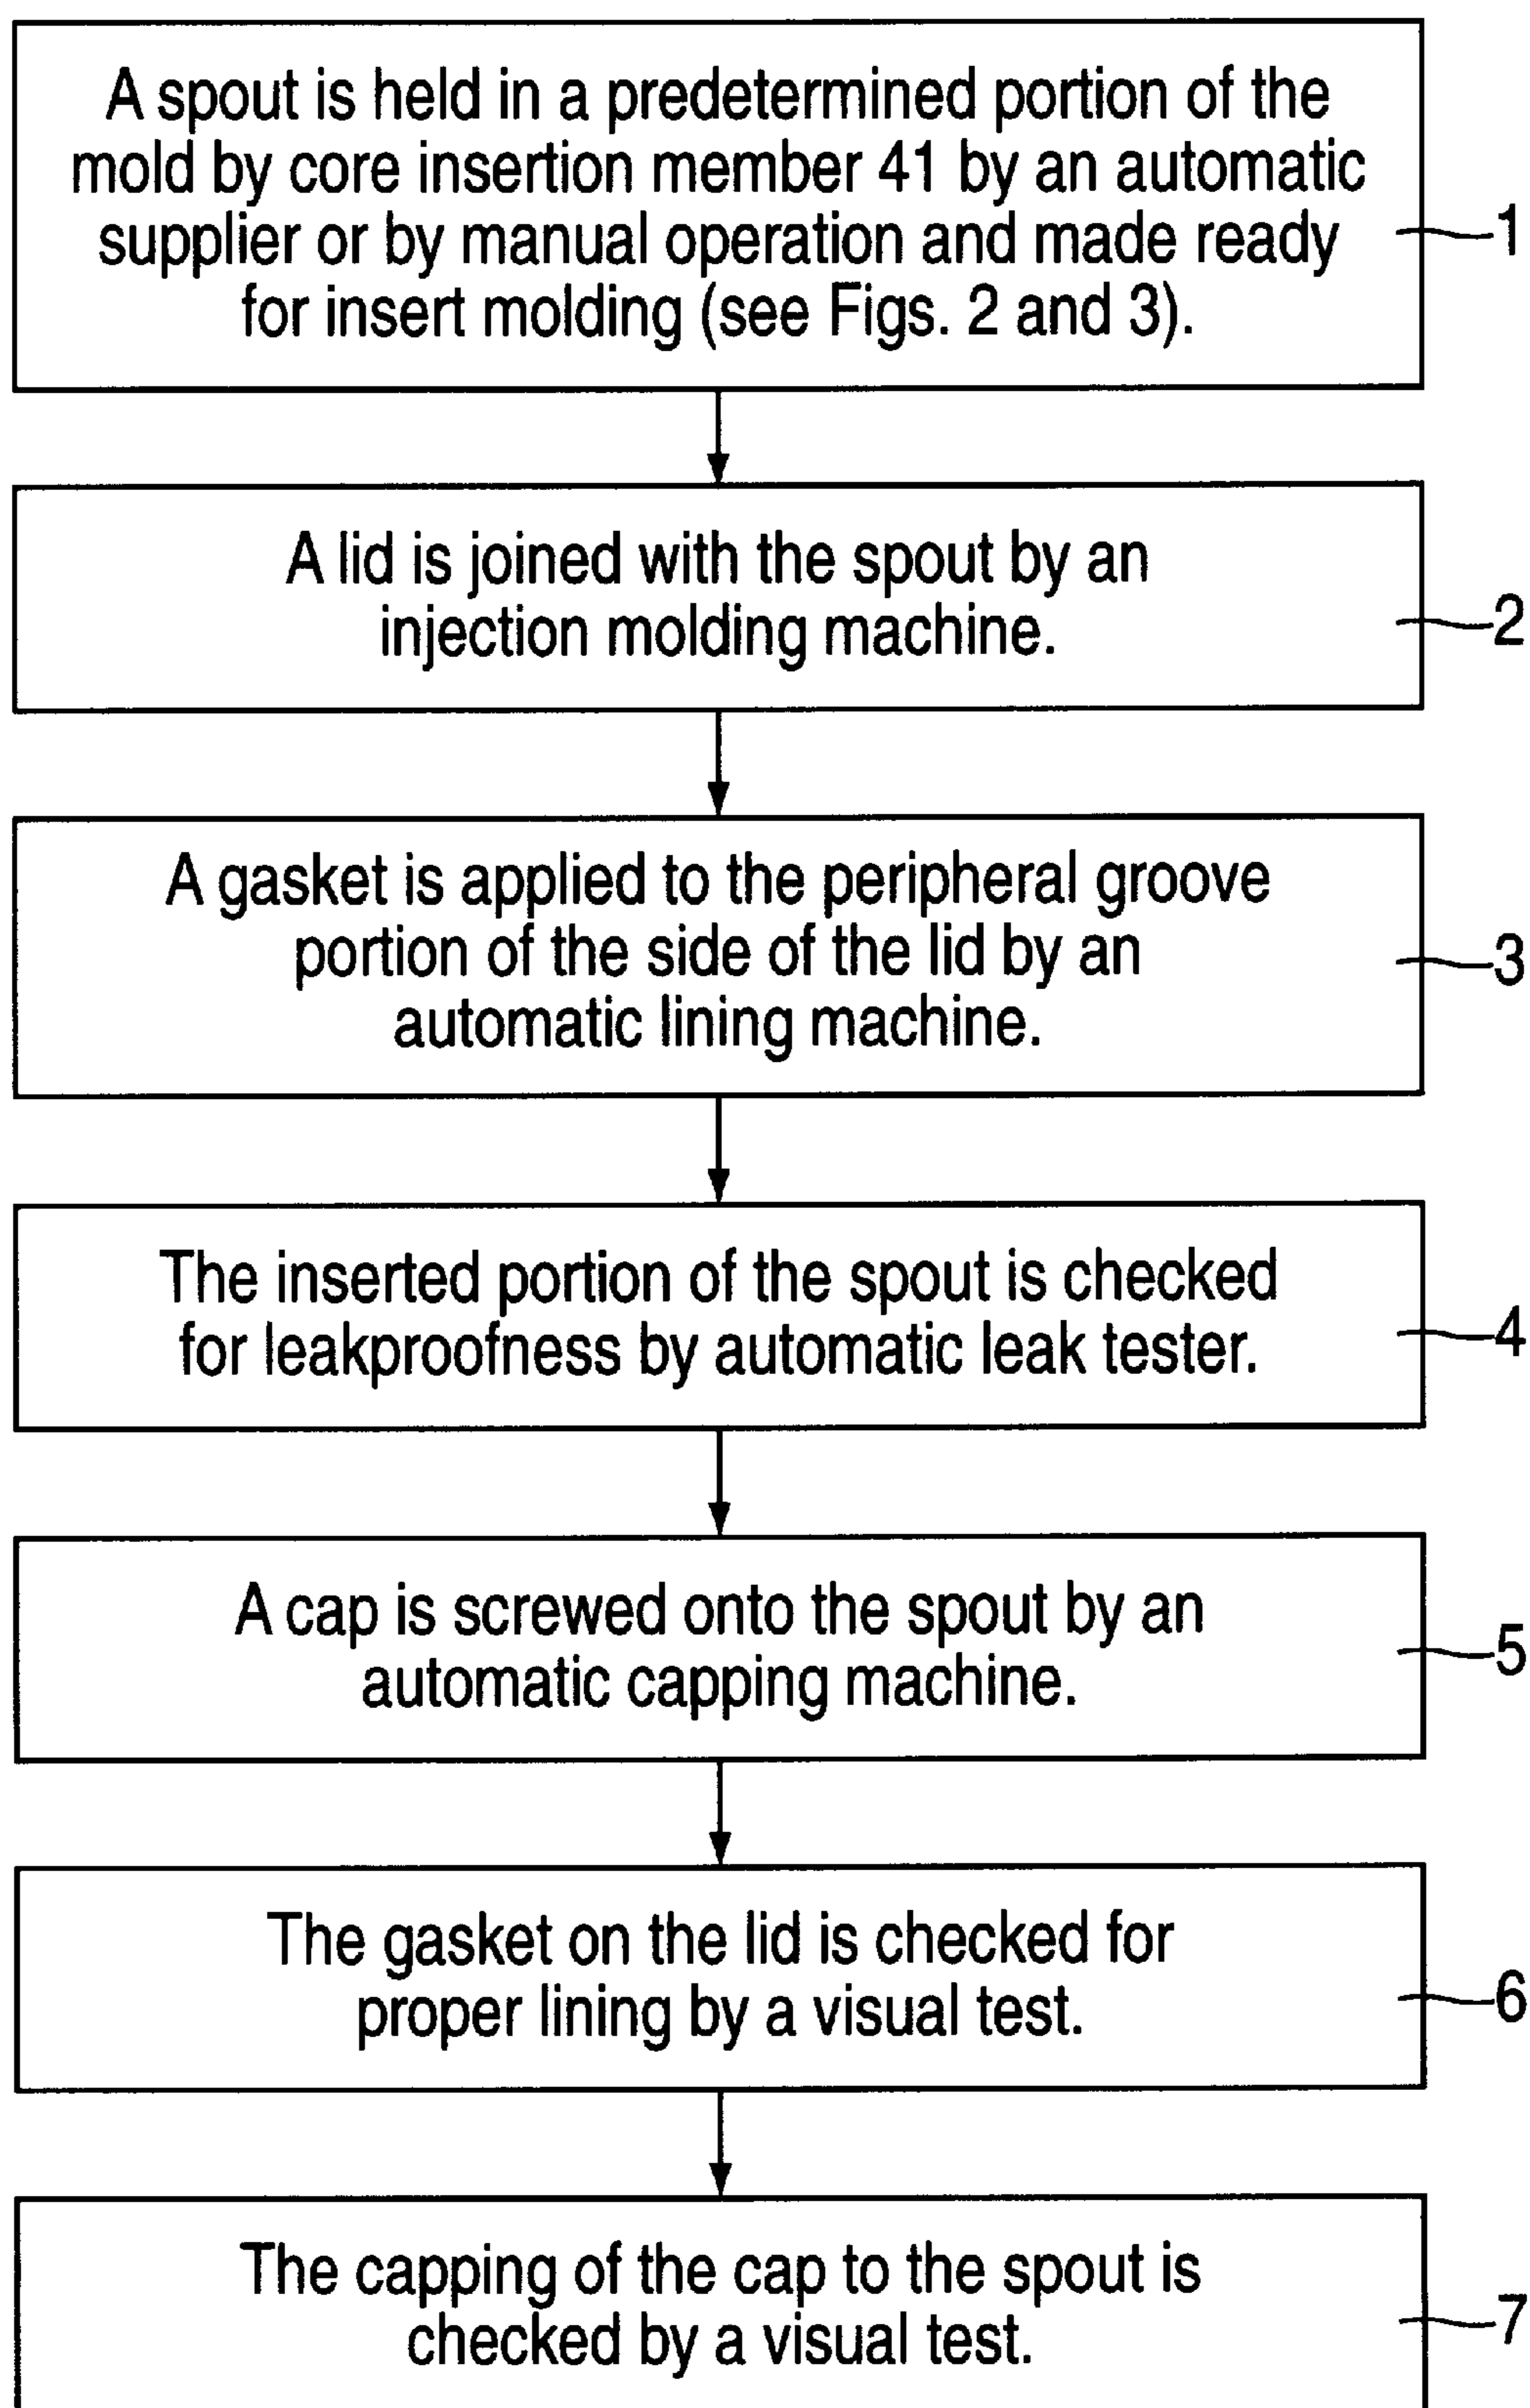 A spout is held in a predetermined portion of the
mold by core insertion member 41 by an automatic
supplier or by manual operation and made ready
for insert molding (see Figs. 2 and 3).
1
A lid is joined with the spout by an
injection molding machine.
2
A gasket is applied to the peripheral groove
portion of the side of the lid by an
automatic lining machine.
3
The inserted portion of the spout is checked
for leakproofness by automatic leak tester.
4
A cap is screwed onto the spout by an
automatic capping machine.
5
The gasket on the lid is checked for
proper lining by a visual test.
6
The capping of the cap to the spout is
checked by a visual test.
7